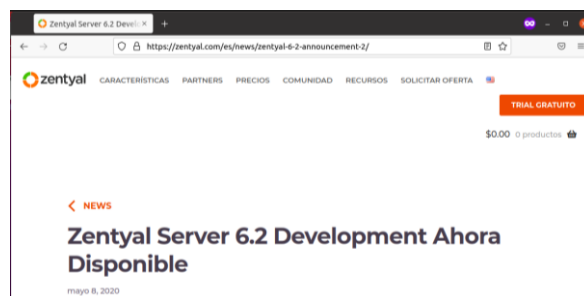 Zentyal Server 6.2 Develo
https://zentyal.com/es/news/zentyal-6-2-announcement-2/
zentyal CARACTERÍSTICAS PARTNERS PRECIOS COMUNIDAD RECURSOS SOLICITAR OFERTA
TRIAL GRATUITO
$0.00 0 productos
NEWS
Zentyal Server 6.2 Development Ahora
Disponible
mayo 8, 2020